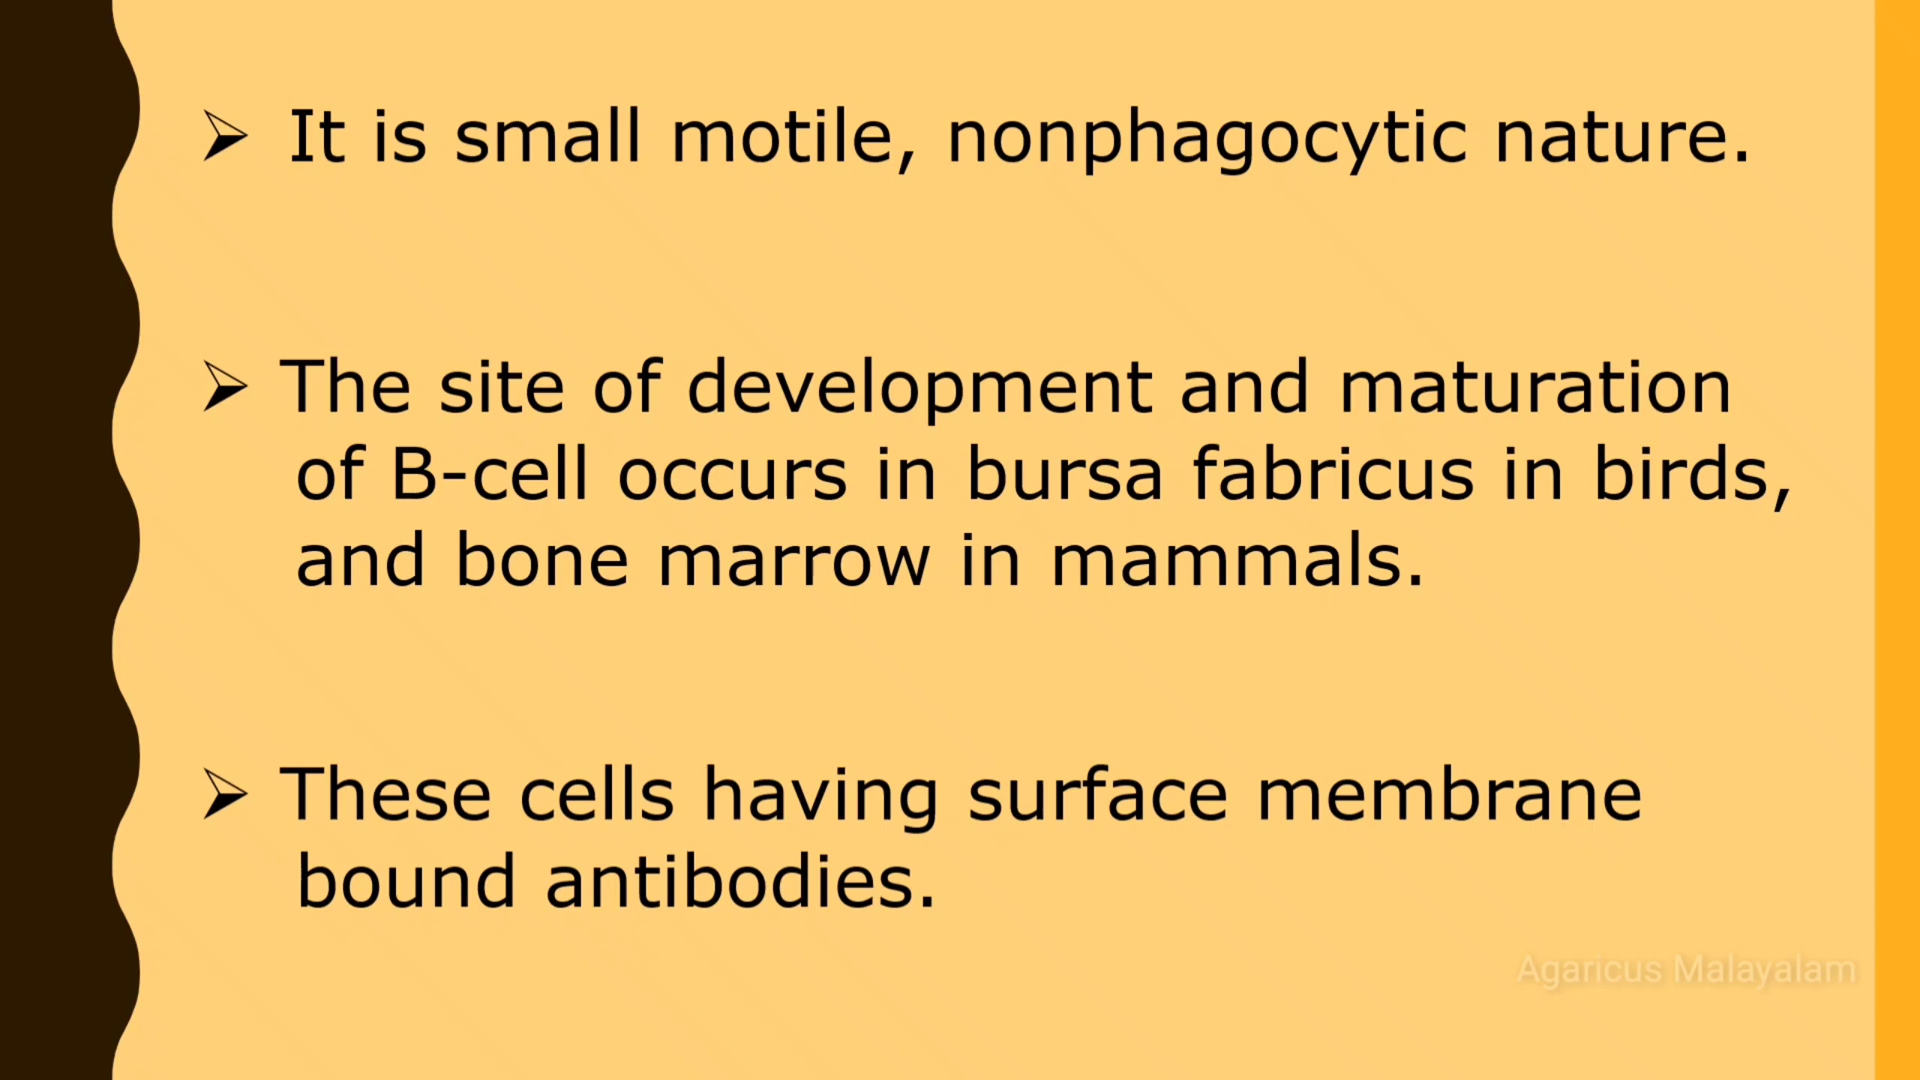 ➢ It is small motile, nonphagocytic nature.
➢ The site of development and maturation
of B-cell occurs in bursa fabricus in birds,
and bone marrow in mammals.
➢ These cells having surface membrane
bound antibodies.
Agaricus Malayalam